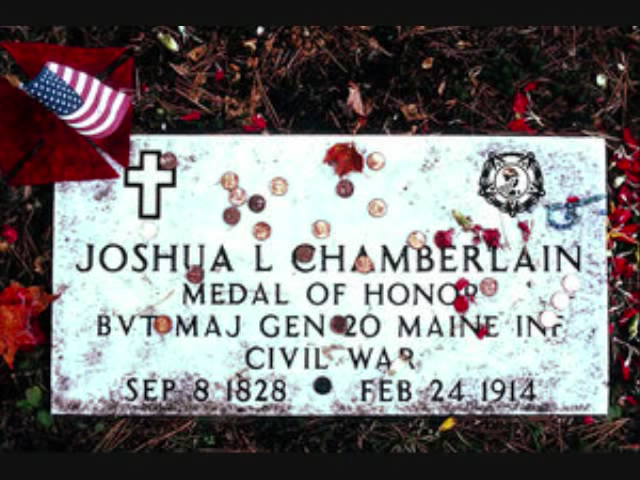 JOSHUA L CHAMBERLAIN
MEDAL OF HONOR
BVT MAJ GEN 20 MAINE INF
CIVIL WAR
SEP 8 1828 ● FEB 24 1914